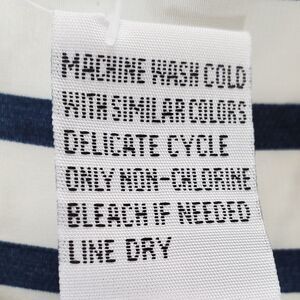 MACHINE WASH COLD
WITH SIMILAR COLORS
DELICATE CYCLE
ONLY NON-CHLORINE
BLEACH IF NEEDED
LINE DRY